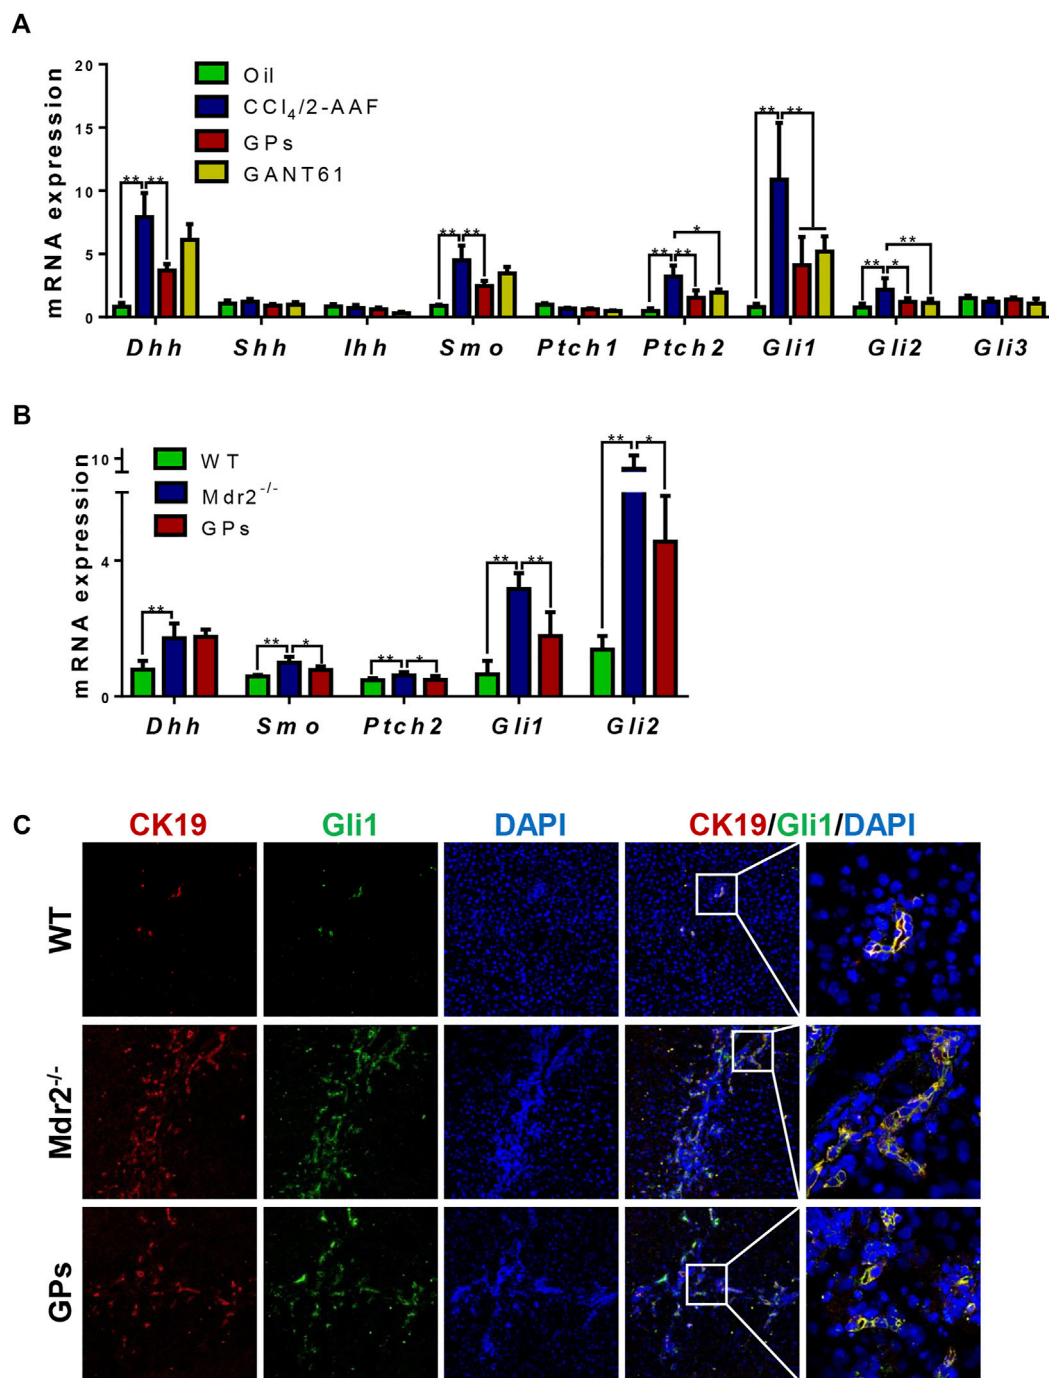 A
mRNA expression
20
15
10
5
0
Oil
CCl₄/2-AAF
GPs
GANT61
** **
** **
** ** *
** **
** * **
Dhh Shh Ihh Smo Ptch1 Ptch2 Gli1 Gli2 Gli3
B
mRNA expression
10
4
0
WT
Mdr2⁻/⁻
GPs
**
** *
** *
** **
** *
Dhh Smo Ptch2 Gli1 Gli2
C
CK19 Gli1 DAPI CK19/Gli1/DAPI
WT
Mdr2⁻/⁻
GPs